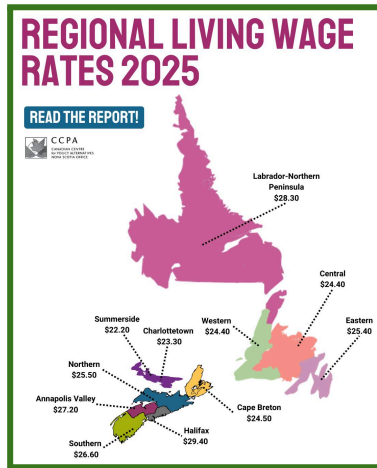 REGIONAL LIVING WAGE
RATES 2025
READ THE REPORT!
CCPA
CANADIAN CENTRE
for POLICY ALTERNATIVES
NOVA SCOTIA OFFICE
Labrador-Northern
Peninsula
$28.30
Central
$24.40
Western
$24.40
Eastern
$25.40
Summerside
$22.20
Charlottetown
$23.30
Northern
$25.50
Annapolis Valley
$27.20
Cape Breton
$24.50
Halifax
$29.40
Southern
$26.60